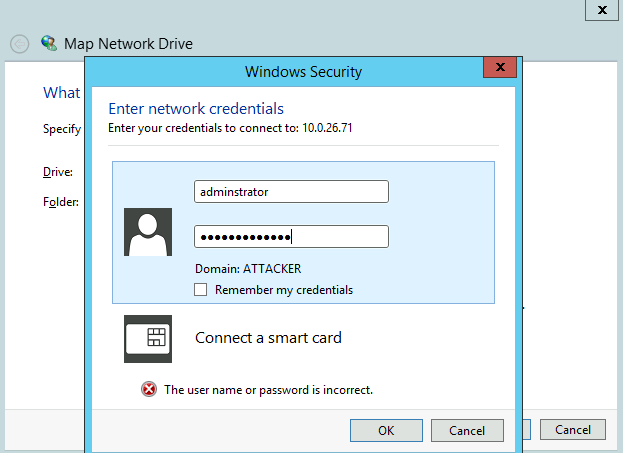 x
Map Network Drive
Windows Security
x
What
Enter network credentials
Enter your credentials to connect to: 10.0.26.71
Specify
Drive:
adminstrator
Folder:
●●●●●●●●●●●●●
Domain: ATTACKER
Remember my credentials
Connect a smart card
The user name or password is incorrect.
OK
Cancel
Cancel